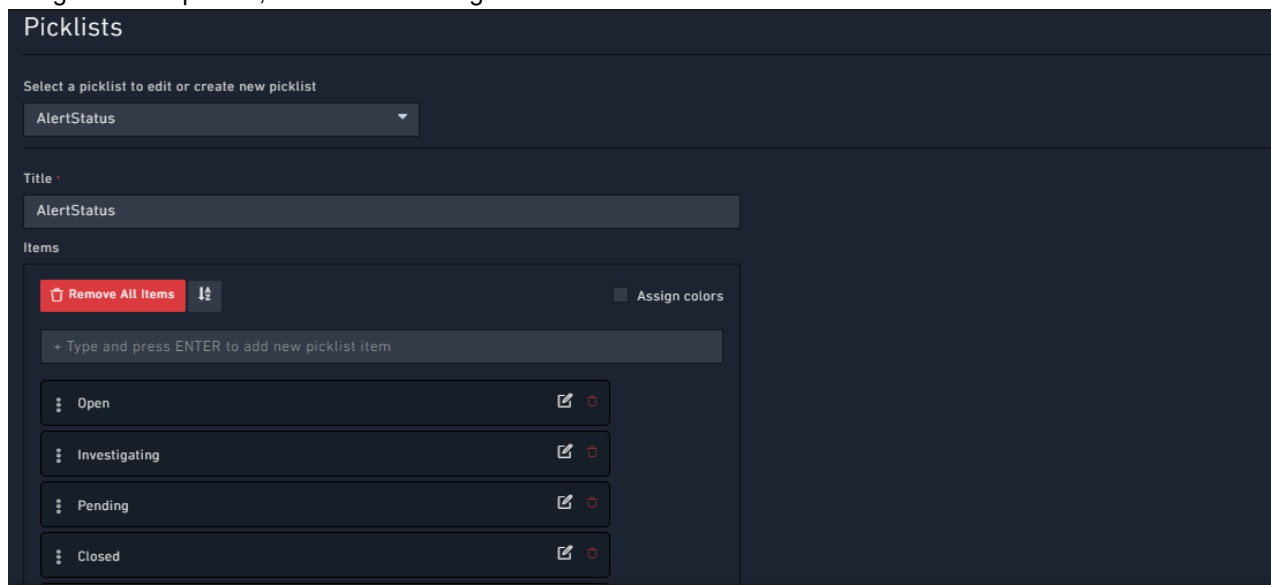 Picklists
Select a picklist to edit or create new picklist
AlertStatus
Title
AlertStatus
Items
Remove All Items
Assign colors
+ Type and press ENTER to add new picklist item
Open
Investigating
Pending
Closed